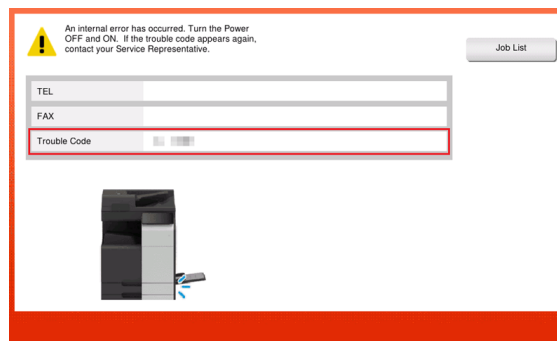 An internal error has occurred. Turn the Power
OFF and ON. If the trouble code appears again,
contact your Service Representative.
Job List
TEL
FAX
Trouble Code